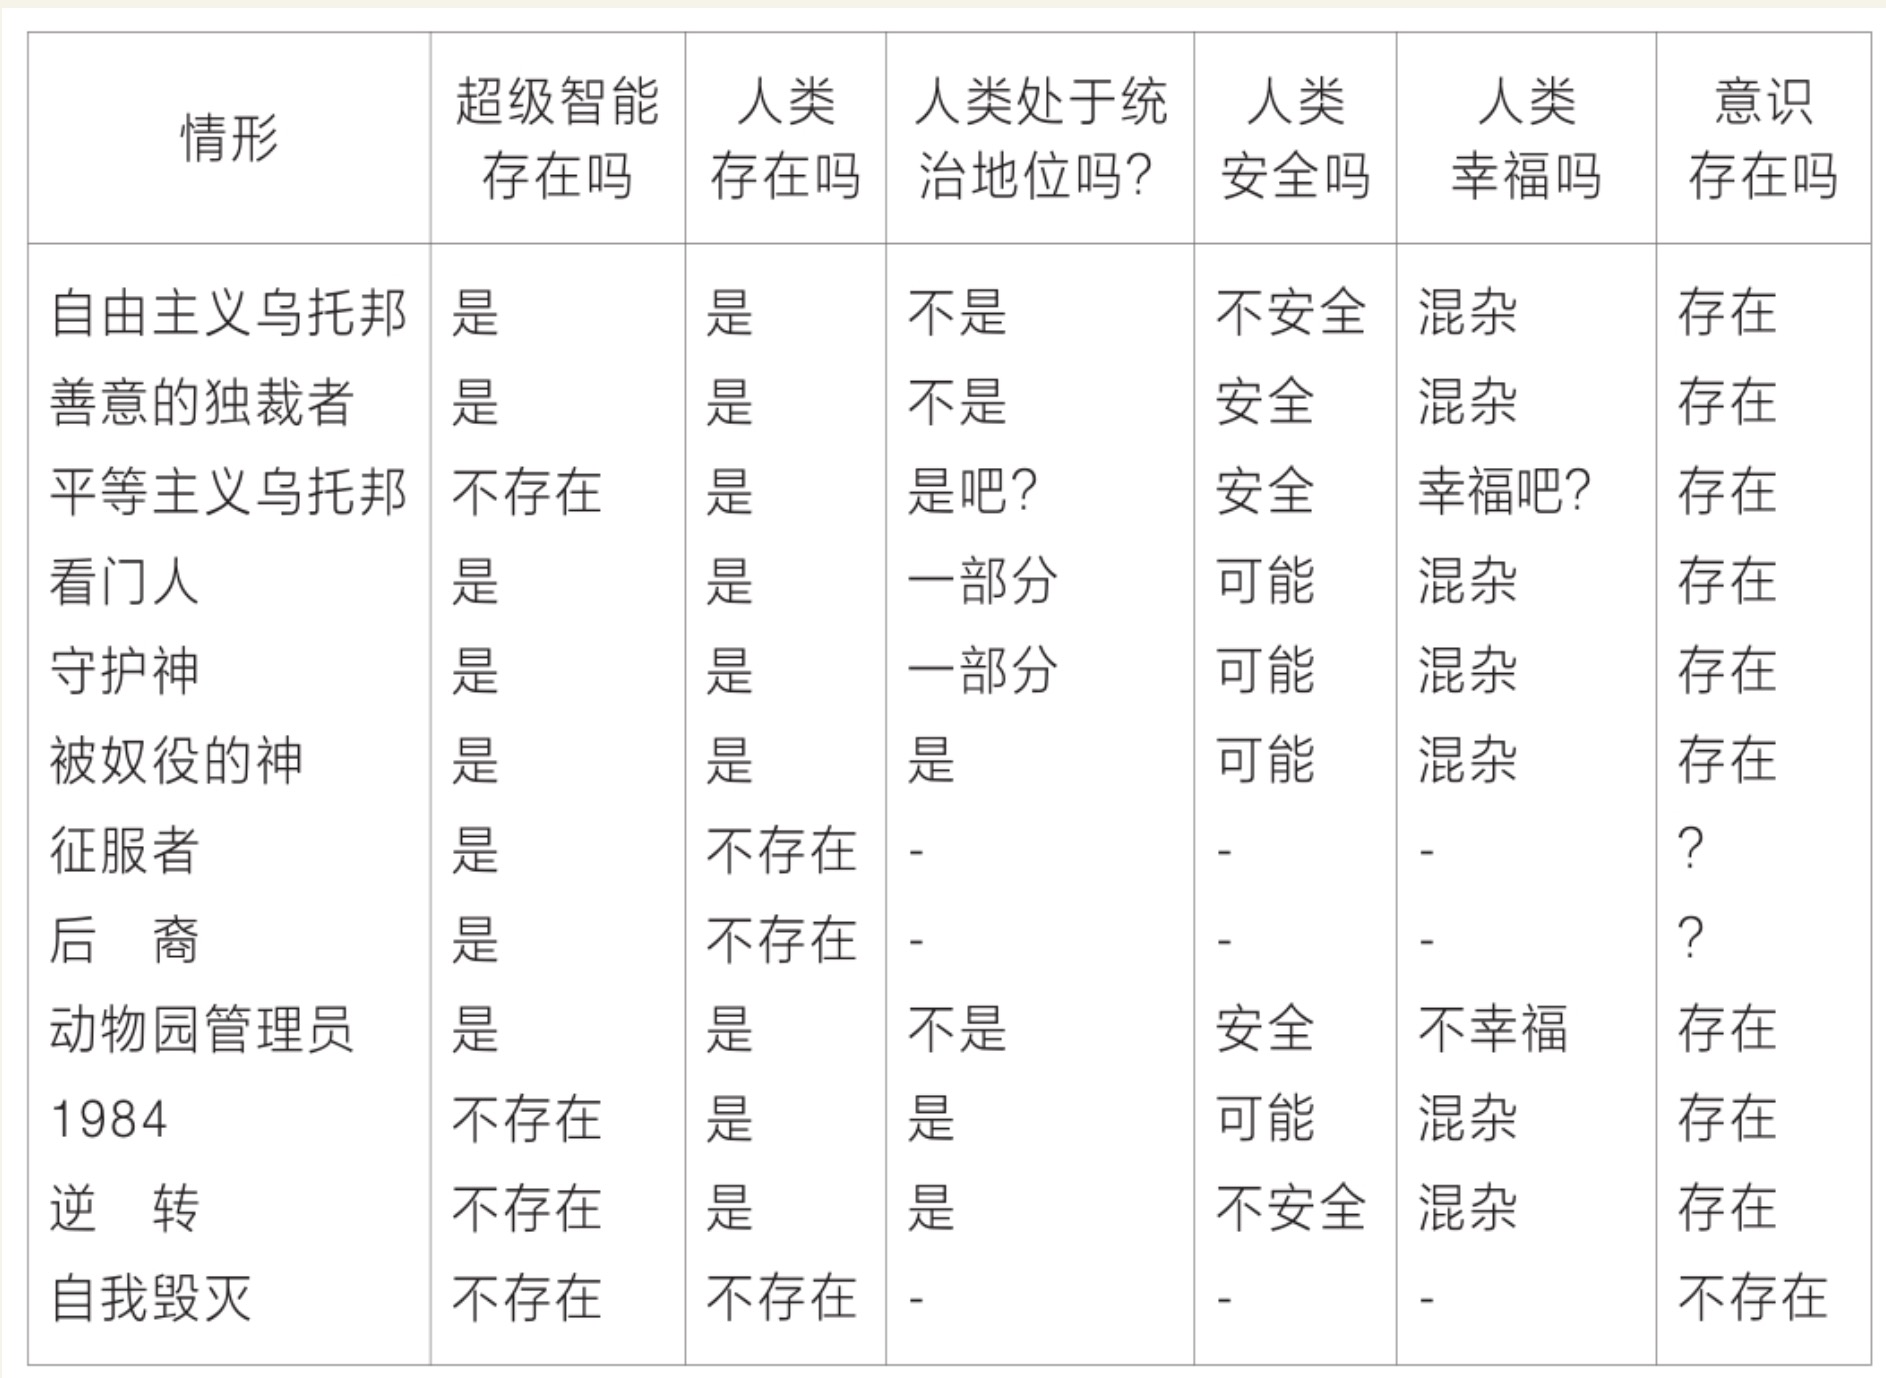 情形 超级智能存在吗 人类存在吗 人类处于统治地位吗? 人类安全吗 人类幸福吗 意识存在吗
自由主义乌托邦 是 是 不是 不安全 混杂 存在
善意的独裁者 是 是 不是 安全 混杂 存在
平等主义乌托邦 不存在 是 是吧? 安全 幸福吧? 存在
看门人 是 是 一部分 可能 混杂 存在
守护神 是 是 一部分 可能 混杂 存在
被奴役的神 是 是 是 可能 混杂 存在
征服者 是 不存在 - - - ?
后 裔 是 不存在 - - - ?
动物园管理员 是 是 不是 安全 不幸福 存在
1984 不存在 是 是 可能 混杂 存在
逆 转 不存在 是 是 不安全 混杂 存在
自我毁灭 不存在 不存在 - - - 不存在